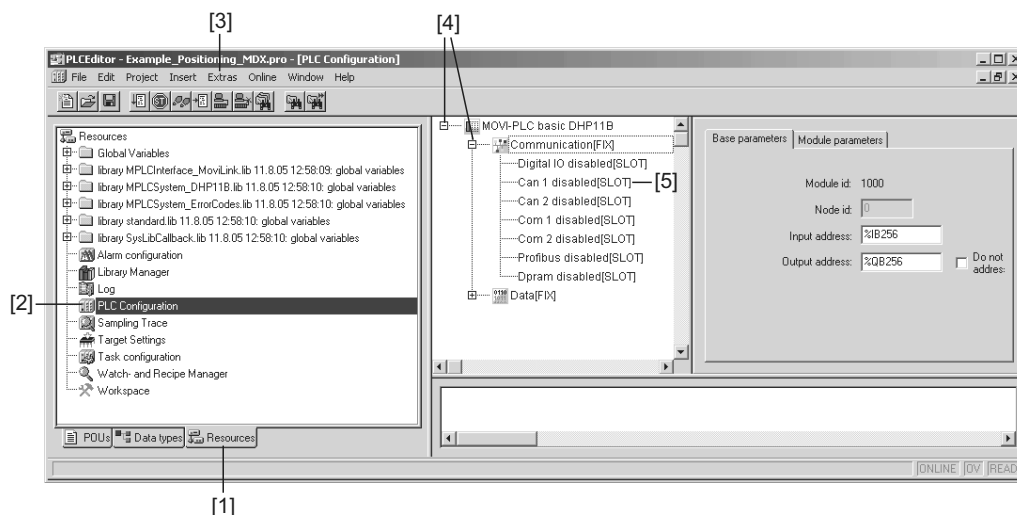 [3]
[4]
PLCEditor - Example_Positioning_MDX.pro - [PLC Configuration]
File Edit Project Insert Extras Online Window Help
Resources
Global Variables
library MPLCInterface_MoviLink.lib 11.8.05 12:58:09: global variables
library MPLCSystem_DHP11B.lib 11.8.05 12:58:10: global variables
library MPLCSystem_ErrorCodes.lib 11.8.05 12:58:10: global variables
library standard.lib 11.8.05 12:58:10: global variables
library SysLibCallback.lib 11.8.05 12:58:10: global variables
Alarm configuration
Library Manager
Log
[2]
PLC Configuration
Sampling Trace
Target Settings
Task configuration
Watch- and Recipe Manager
Workspace
POUs
Data types
Resources
[1]
MOVI-PLC basic DHP11B
Communication[FIX]
Digital IO disabled[SLOT]
Can 1 disabled[SLOT]
[5]
Can 2 disabled[SLOT]
Com 1 disabled[SLOT]
Com 2 disabled[SLOT]
Profibus disabled[SLOT]
Dpram disabled[SLOT]
Data[FIX]
Base parameters
Module parameters
Module id: 1000
Node id: 0
Input address: %IB256
Output address: %QB256
Do not
addres
ONLINE OV READ